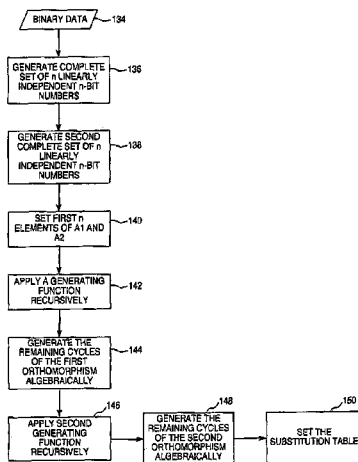 BINARY DATA
134
GENERATE COMPLETE
SET OF n LINEARLY
INDEPENDENT n-BIT
NUMBERS
136
GENERATE SECOND
COMPLETE SET OF n
LINEARLY
INDEPENDENT n-BIT
NUMBERS
138
SET FIRST n
ELEMENTS OF A1 AND
A2
140
APPLY A GENERATING
FUNCTION
RECURSIVELY
142
GENERATE THE
REMAINING CYCLES
OF THE FIRST
ORTHOMORPHISM
ALGEBRAICALLY
144
146
APPLY SECOND
GENERATING
FUNCTION
RECURSIVELY
148
GENERATE THE
REMAINING CYCLES
OF THE SECOND
ORTHOMORPHISM
ALGEBRAICALLY
150
SET THE
SUBSTITUTION TABLE